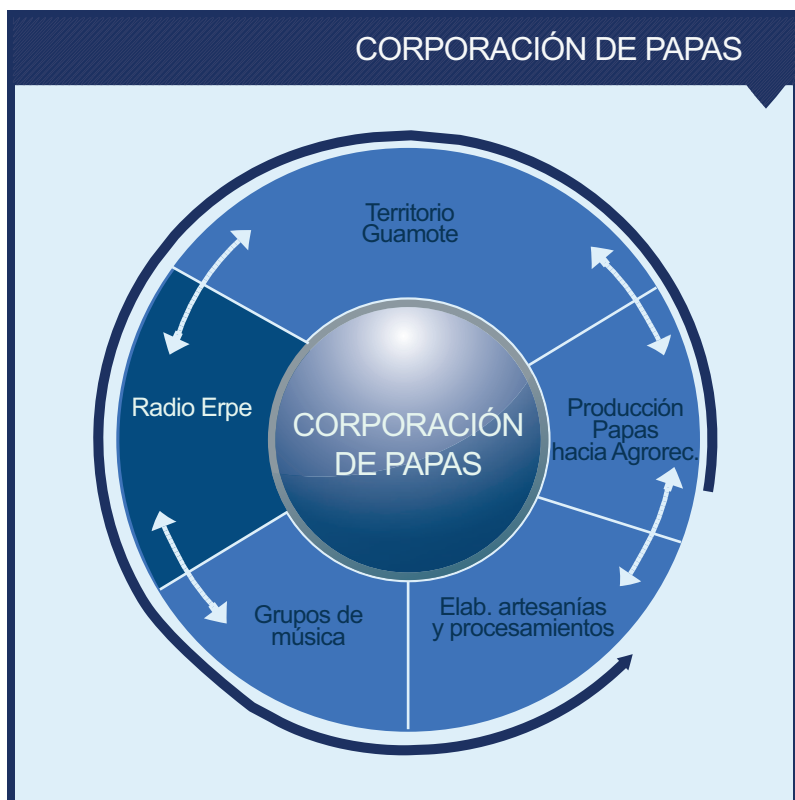 CORPORACIÓN DE PAPAS
Territorio
Guamote
Radio Erpe
CORPORACIÓN
DE PAPAS
Producción
Papas
hacia Agrorec.
Grupos de
música
Elab. artesanías
y procesamientos